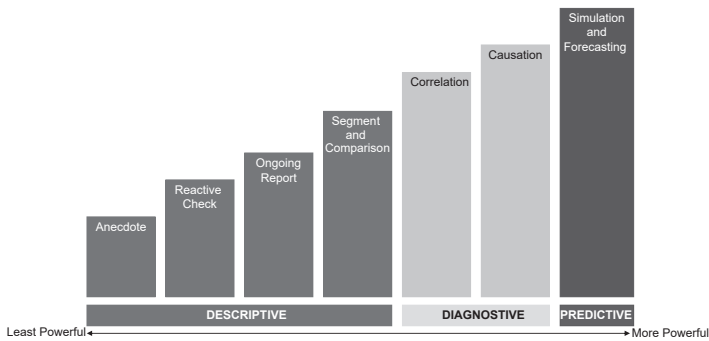 Simulation
and
Forecasting
Causation
Correlation
Segment
and
Comparison
Ongoing
Report
Reactive
Check
Anecdote
DESCRIPTIVE
DIAGNOSTIVE
PREDICTIVE
Least Powerful
More Powerful